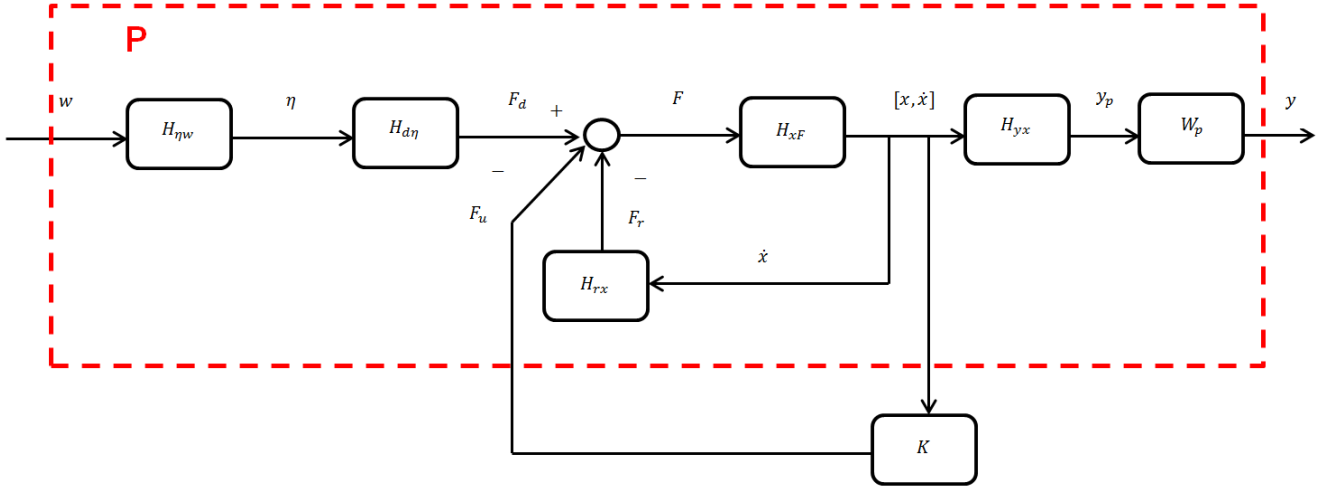 P
w
η
F_d
+
F
[x, ẋ]
y_p
y
H_ηw
H_dη
H_xF
H_yx
W_p
−
−
F_u
F_r
ẋ
H_rx
K